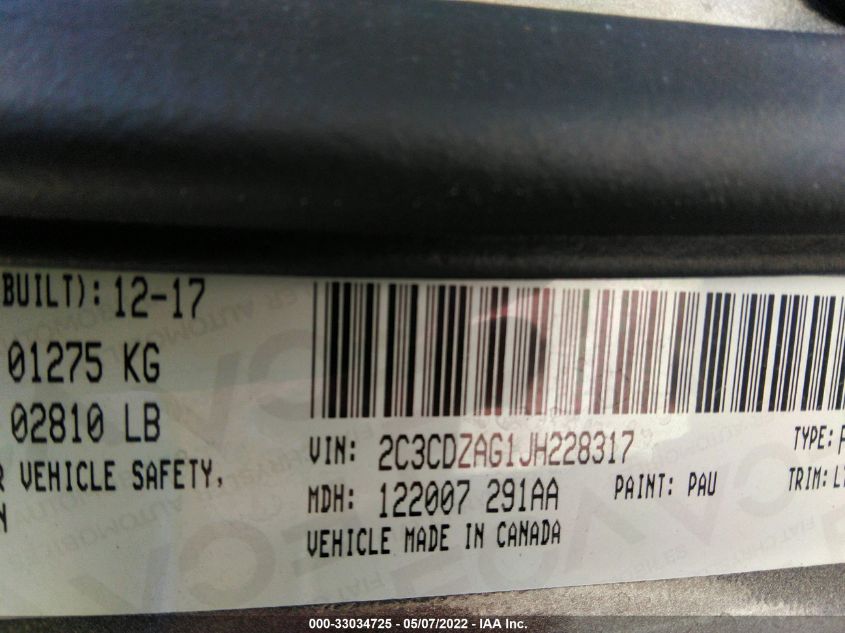 BUILT): 12-17
01275 KG
02810 LB
R VEHICLE SAFETY,
N
VIN: 2C3CDZAG1JH228317
TYPE:
MDH: 122007 291AA
PAINT: PAU
TRIM:
VEHICLE MADE IN CANADA
000-33034725 - 05/07/2022 - IAA Inc.